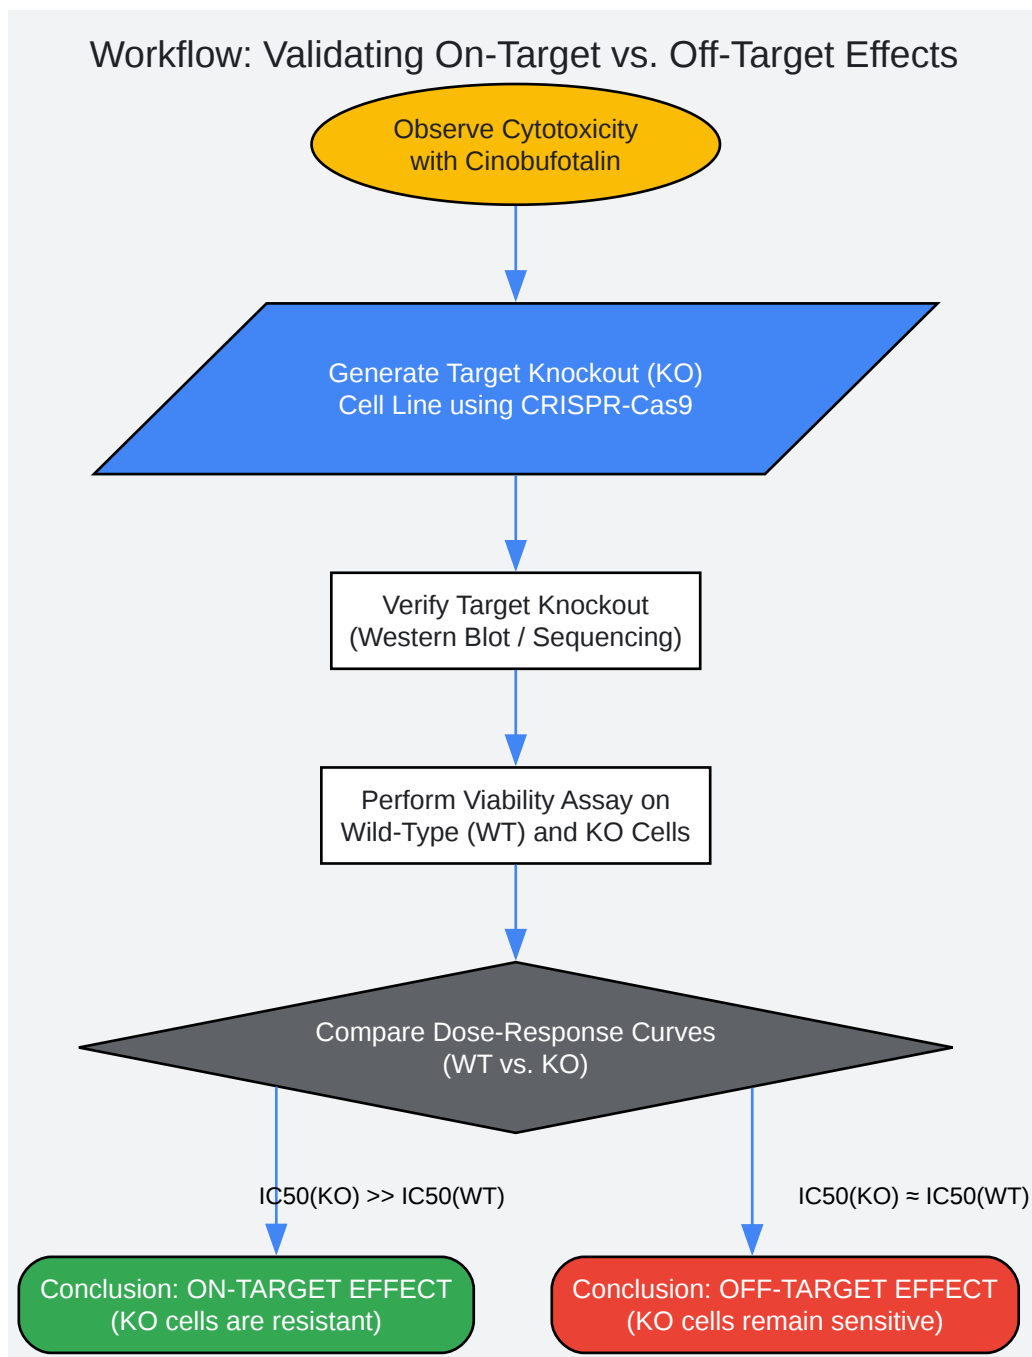 Workflow: Validating On-Target vs. Off-Target Effects
Observe Cytotoxicity
with Cinobufotalin
Generate Target Knockout (KO)
Cell Line using CRISPR-Cas9
Verify Target Knockout
(Western Blot / Sequencing)
Perform Viability Assay on
Wild-Type (WT) and KO Cells
Compare Dose-Response Curves
(WT vs. KO)
IC50(KO) >> IC50(WT)
IC50(KO) ≈ IC50(WT)
Conclusion: ON-TARGET EFFECT
(KO cells are resistant)
Conclusion: OFF-TARGET EFFECT
(KO cells remain sensitive)